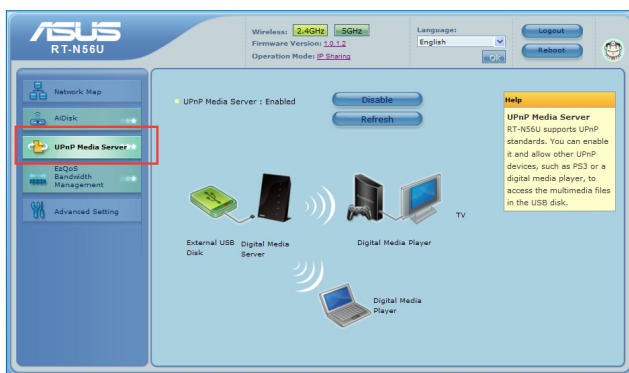 ASUS
RT-N56U
Wireless: 2.4GHz 5GHz
Firmware Version: 1.0.1.2
Operation Mode: IP Sharing
Language:
English
OK
Logout
Reboot
Network Map
AiDisk
UPnP Media Server
EzQoS
Bandwidth
Management
Advanced Setting
UPnP Media Server : Enabled
Disable
Refresh
External USB
Disk
Digital Media
Server
Digital Media Player
TV
Digital Media
Player
Help
UPnP Media Server
RT-N56U supports UPnP
standards. You can enable
it and allow other UPnP
devices, such as PS3 or a
digital media player, to
access the multimedia files
in the USB disk.